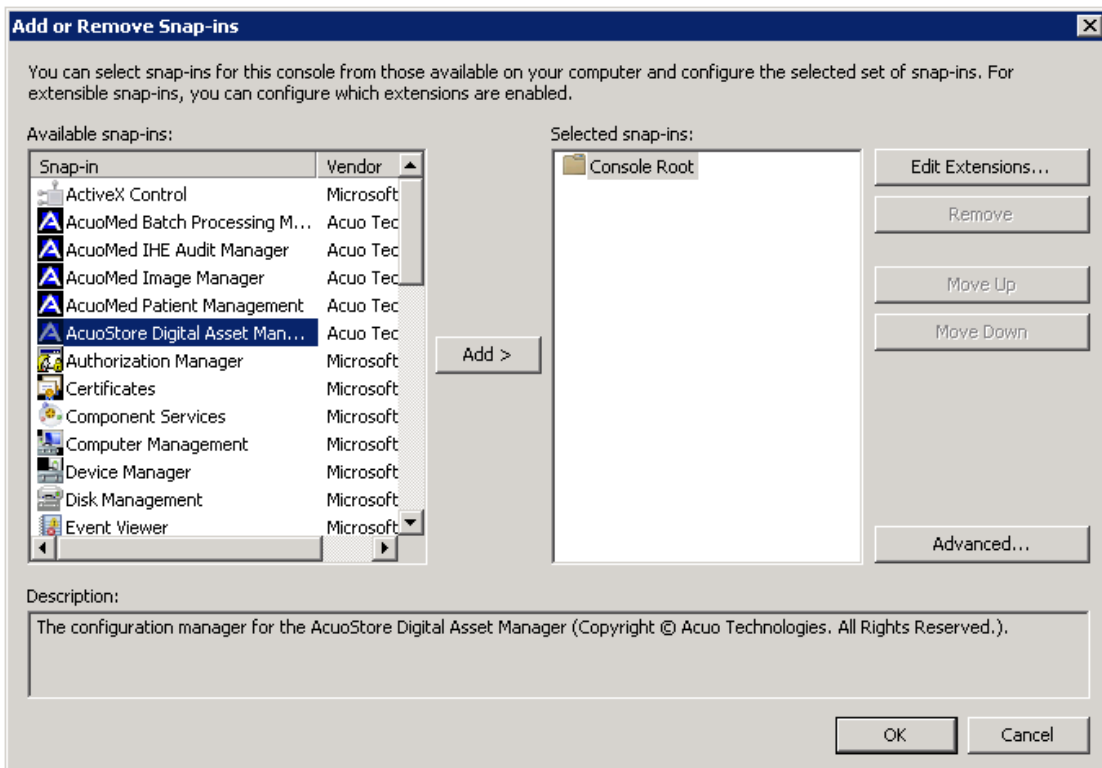 Add or Remove Snap-ins
You can select snap-ins for this console from those available on your computer and configure the selected set of snap-ins. For
extensible snap-ins, you can configure which extensions are enabled.
Available snap-ins:
Selected snap-ins:
Snap-in Vendor
ActiveX Control Microsoft
AcuoMed Batch Processing M... Acuo Tec
AcuoMed IHE Audit Manager Acuo Tec
AcuoMed Image Manager Acuo Tec
AcuoMed Patient Management Acuo Tec
AcuoStore Digital Asset Man... Acuo Tec
Authorization Manager Microsoft
Certificates Microsoft
Component Services Microsoft
Computer Management Microsoft
Device Manager Microsoft
Disk Management Microsoft
Event Viewer Microsoft
Add >
Console Root
Edit Extensions...
Remove
Move Up
Move Down
Advanced...
Description:
The configuration manager for the AcuoStore Digital Asset Manager (Copyright © Acuo Technologies. All Rights Reserved.).
OK
Cancel